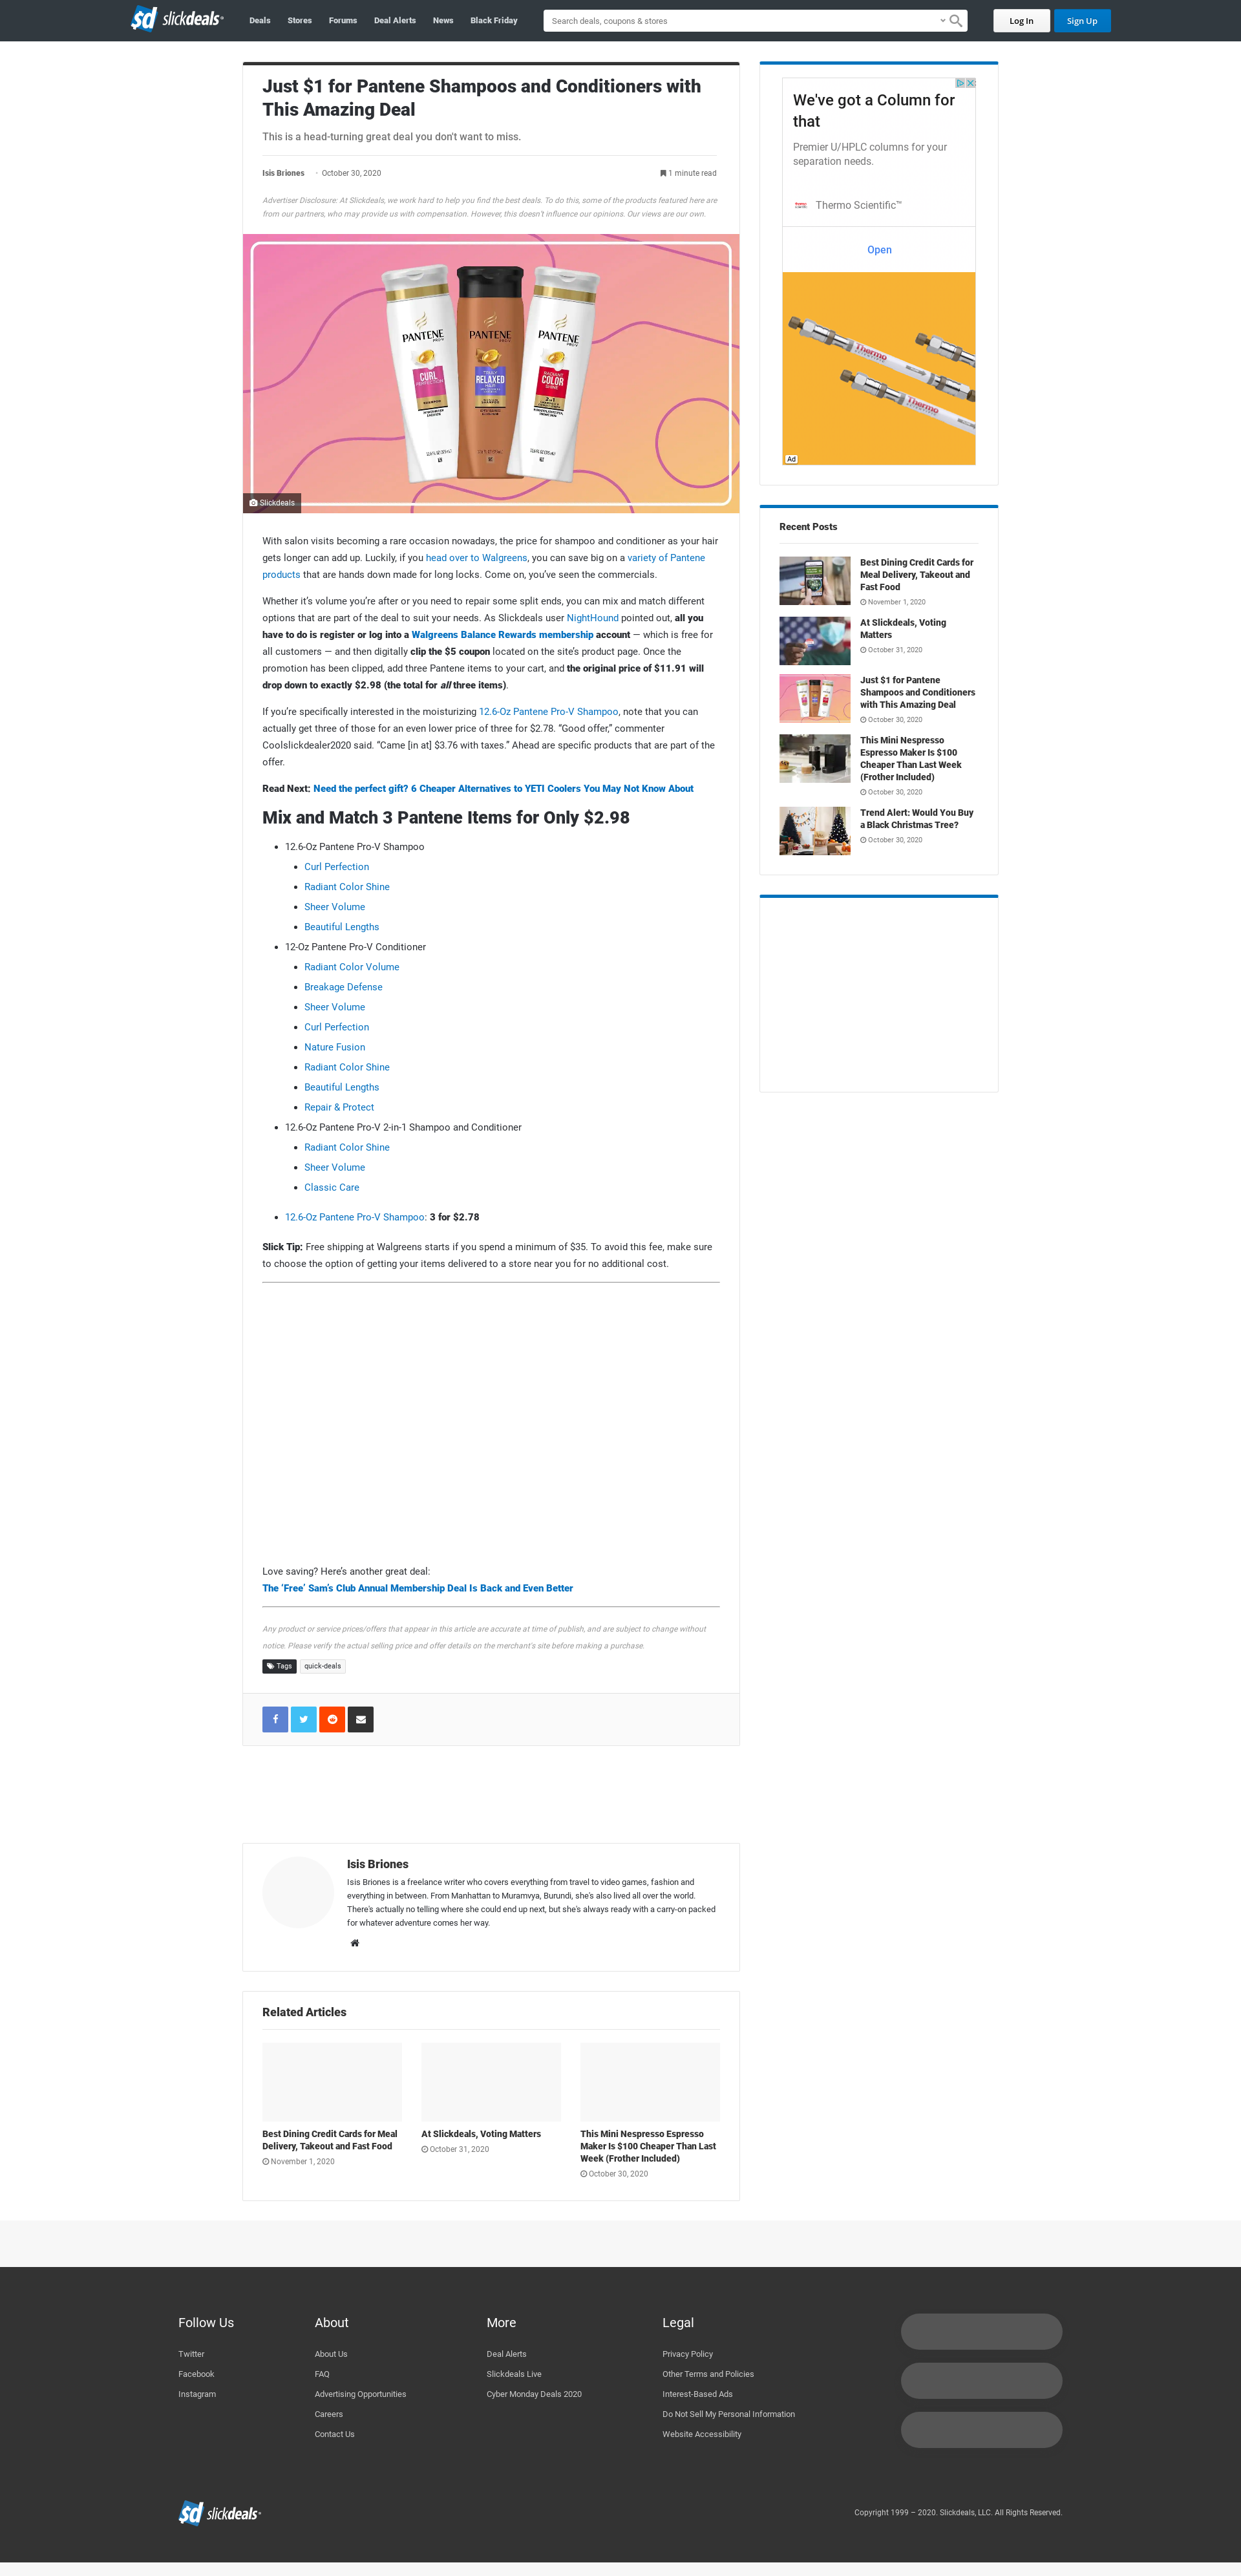 slickdeals
Deals
Stores
Forums
Deal Alerts
News
Black Friday
Search deals, coupons & stores
Log In
Sign Up
Just $1 for Pantene Shampoos and Conditioners with
This Amazing Deal
This is a head-turning great deal you don't want to miss.
Isis Briones
October 30, 2020
1 minute read
Advertiser Disclosure: At Slickdeals, we work hard to help you find the best deals. To do this, some of the products featured here are
from our partners, who may provide us with compensation. However, this doesn't influence our opinions. Our views are our own.
PANTENE
PRO-V
CURL
PERFECTION
SHAMPOO
PANTENE
PRO-V
TRULY
RELAXED
HAIR
PANTENE
PRO-V
RADIANT
COLOR
SHINE
2 in 1
Slickdeals
With salon visits becoming a rare occasion nowadays, the price for shampoo and conditioner as your hair
gets longer can add up. Luckily, if you head over to Walgreens, you can save big on a variety of Pantene
products that are hands down made for long locks. Come on, you’ve seen the commercials.
Whether it’s volume you’re after or you need to repair some split ends, you can mix and match different
options that are part of the deal to suit your needs. As Slickdeals user NightHound pointed out, all you
have to do is register or log into a Walgreens Balance Rewards membership account — which is free for
all customers — and then digitally clip the $5 coupon located on the site’s product page. Once the
promotion has been clipped, add three Pantene items to your cart, and the original price of $11.91 will
drop down to exactly $2.98 (the total for all three items).
If you’re specifically interested in the moisturizing 12.6-Oz Pantene Pro-V Shampoo, note that you can
actually get three of those for an even lower price of three for $2.78. “Good offer,” commenter
Coolslickdealer2020 said. “Came [in at] $3.76 with taxes.” Ahead are specific products that are part of the
offer.
Read Next: Need the perfect gift? 6 Cheaper Alternatives to YETI Coolers You May Not Know About
Mix and Match 3 Pantene Items for Only $2.98
12.6-Oz Pantene Pro-V Shampoo
Curl Perfection
Radiant Color Shine
Sheer Volume
Beautiful Lengths
12-Oz Pantene Pro-V Conditioner
Radiant Color Volume
Breakage Defense
Sheer Volume
Curl Perfection
Nature Fusion
Radiant Color Shine
Beautiful Lengths
Repair & Protect
12.6-Oz Pantene Pro-V 2-in-1 Shampoo and Conditioner
Radiant Color Shine
Sheer Volume
Classic Care
12.6-Oz Pantene Pro-V Shampoo: 3 for $2.78
Slick Tip: Free shipping at Walgreens starts if you spend a minimum of $35. To avoid this fee, make sure
to choose the option of getting your items delivered to a store near you for no additional cost.
Love saving? Here’s another great deal:
The ‘Free’ Sam’s Club Annual Membership Deal Is Back and Even Better
Any product or service prices/offers that appear in this article are accurate at time of publish, and are subject to change without
notice. Please verify the actual selling price and offer details on the merchant's site before making a purchase.
Tags
quick-deals
Isis Briones
Isis Briones is a freelance writer who covers everything from travel to video games, fashion and
everything in between. From Manhattan to Muramvya, Burundi, she's also lived all over the world.
There's actually no telling where she could end up next, but she's always ready with a carry-on packed
for whatever adventure comes her way.
Related Articles
Best Dining Credit Cards for Meal
Delivery, Takeout and Fast Food
November 1, 2020
At Slickdeals, Voting Matters
October 31, 2020
This Mini Nespresso Espresso
Maker Is $100 Cheaper Than Last
Week (Frother Included)
October 30, 2020
We've got a Column for
that
Premier U/HPLC columns for your
separation needs.
Thermo Scientific™
Open
Thermo
Thermo
Ad
Recent Posts
Best Dining Credit Cards for
Meal Delivery, Takeout and
Fast Food
November 1, 2020
At Slickdeals, Voting
Matters
October 31, 2020
Just $1 for Pantene
Shampoos and Conditioners
with This Amazing Deal
October 30, 2020
This Mini Nespresso
Espresso Maker Is $100
Cheaper Than Last Week
(Frother Included)
October 30, 2020
Trend Alert: Would You Buy
a Black Christmas Tree?
October 30, 2020
Follow Us
Twitter
Facebook
Instagram
About
About Us
FAQ
Advertising Opportunities
Careers
Contact Us
More
Deal Alerts
Slickdeals Live
Cyber Monday Deals 2020
Legal
Privacy Policy
Other Terms and Policies
Interest-Based Ads
Do Not Sell My Personal Information
Website Accessibility
slickdeals
Copyright 1999 – 2020. Slickdeals, LLC. All Rights Reserved.